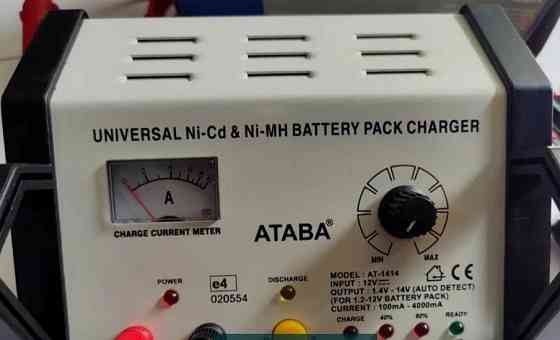 UNIVERSAL Ni-Cd & Ni-MH BATTERY PACK CHARGER
A
CHARGE CURRENT METER
ATABA®
MIN
MAX
POWER
e4
020554
DISCHARGE
MODEL : AT-1414
INPUT : 12V
OUTPUT : 1.4V - 14V (AUTO DETECT)
(FOR 1.2-12V BATTERY PACK)
CURRENT : 100mA - 4000mA
CE
CHARGE
40%
80%
READY